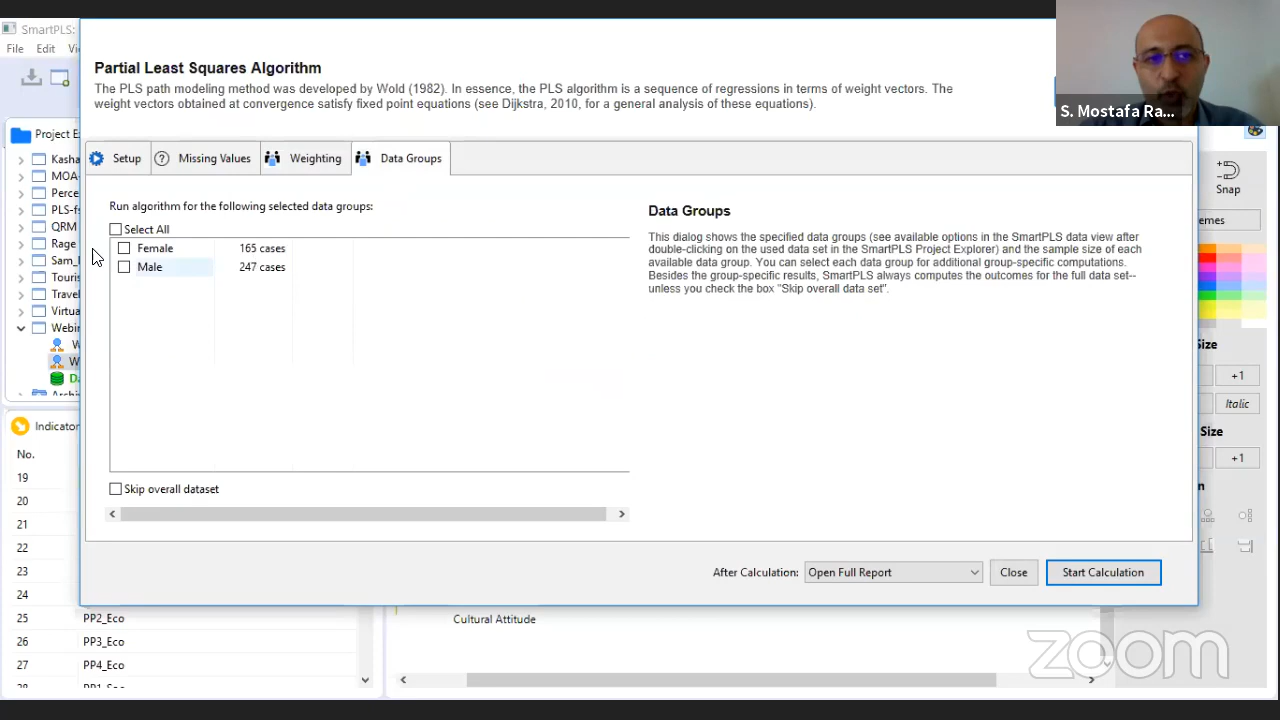 SmartPLS:
File Edit Vi
Partial Least Squares Algorithm
The PLS path modeling method was developed by Wold (1982). In essence, the PLS algorithm is a sequence of regressions in terms of weight vectors. The
weight vectors obtained at convergence satisfy fixed point equations (see Dijkstra, 2010, for a general analysis of these equations).
S. Mostafa Ra...
Project E
Kasha
MOA-
Perce
PLS-f
QRM
Rage
Sam_
Touris
Travel
Virtua
Webin
W
W
Da
Setup
Missing Values
Weighting
Data Groups
Run algorithm for the following selected data groups:
Select All
Female 165 cases
Male 247 cases
Skip overall dataset
Data Groups
This dialog shows the specified data groups (see available options in the SmartPLS data view after
double-clicking on the used data set in the SmartPLS Project Explorer) and the sample size of each
available data group. You can select each data group for additional group-specific computations.
Besides the group-specific results, SmartPLS always computes the outcomes for the full data set--
unless you check the box "Skip overall data set".
After Calculation: Open Full Report Close Start Calculation
Snap
emes
ize
+1
Italic
Size
+1
n
Indicator
No.
19
20
21
22
23
24
25 PP2_Eco
26 PP3_Eco
27 PP4_Eco
Cultural Attitude
zoom